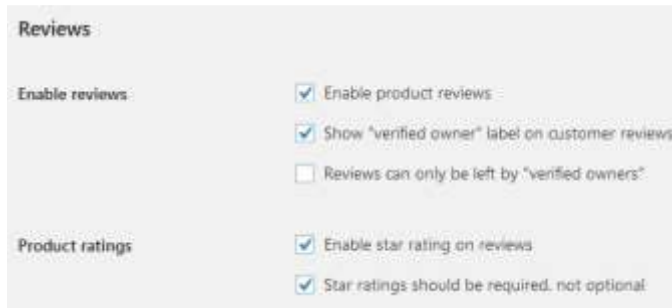 Reviews
Enable reviews
Enable product reviews
Show "verified owner" label on customer reviews
Reviews can only be left by "verified owners"
Product ratings
Enable star rating on reviews
Star ratings should be required, not optional